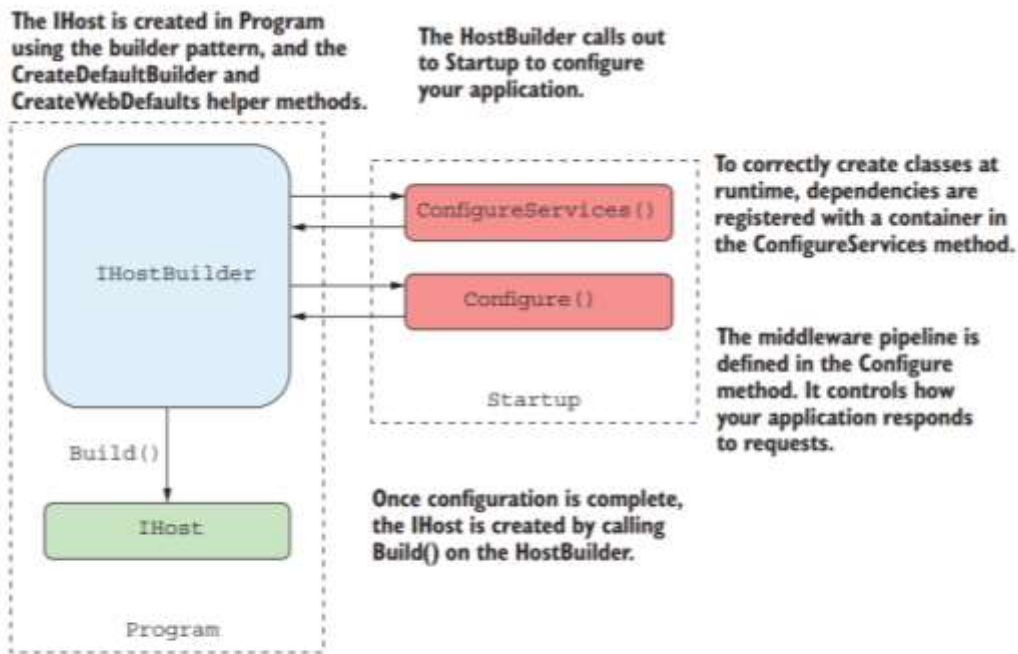 The IHost is created in Program
using the builder pattern, and the
CreateDefaultBuilder and
CreateWebDefaults helper methods.
The HostBuilder calls out
to Startup to configure
your application.
ConfigureServices()
IHostBuilder
Configure()
Startup
To correctly create classes at
runtime, dependencies are
registered with a container in
the ConfigureServices method.
The middleware pipeline is
defined in the Configure
method. It controls how
your application responds
to requests.
Build()
IHost
Program
Once configuration is complete,
the IHost is created by calling
Build() on the HostBuilder.